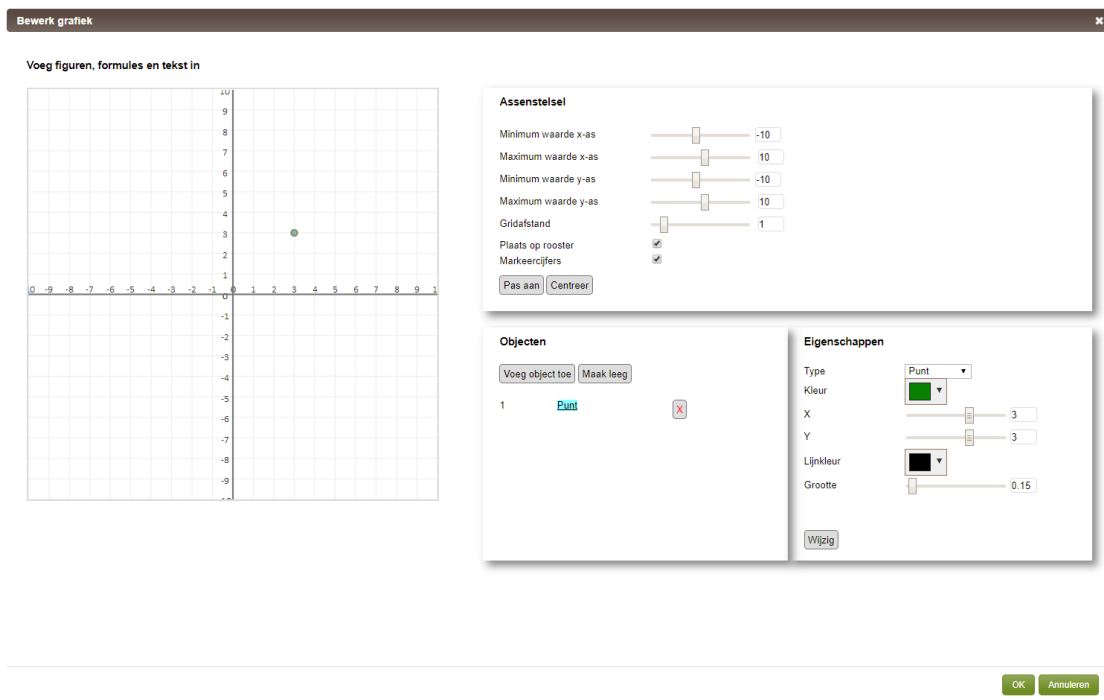 Bewerk grafiek
×
Voeg figuren, formules en tekst in
10
9
8
7
6
5
4
3
2
1
-10 -9 -8 -7 -6 -5 -4 -3 -2 -1 0 1 2 3 4 5 6 7 8 9 1
0
-1
-2
-3
-4
-5
-6
-7
-8
-9
-10
Assenstelsel
Minimum waarde x-as -10
Maximum waarde x-as 10
Minimum waarde y-as -10
Maximum waarde y-as 10
Gridafstand 1
Plaats op rooster
Markeercijfers
Pas aan Centreer
Objecten
Voeg object toe Maak leeg
1 Punt X
Eigenschappen
Type Punt
Kleur
X 3
Y 3
Lijnkleur
Grootte 0.15
Wijzig
OK Annuleren